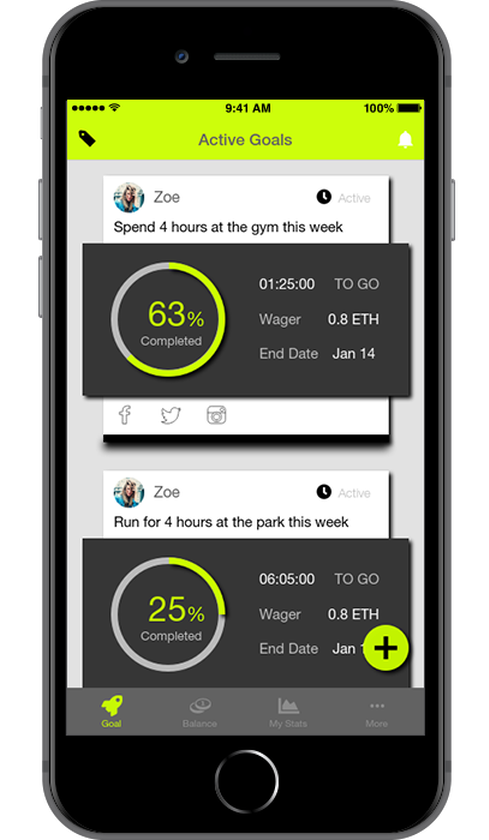 9:41 AM 100%
Active Goals
Zoe Active
Spend 4 hours at the gym this week
63% Completed
01:25:00 TO GO
Wager 0.8 ETH
End Date Jan 14
Zoe Active
Run for 4 hours at the park this week
25% Completed
06:05:00 TO GO
Wager 0.8 ETH
End Date Jan
Goal Balance My Stats More